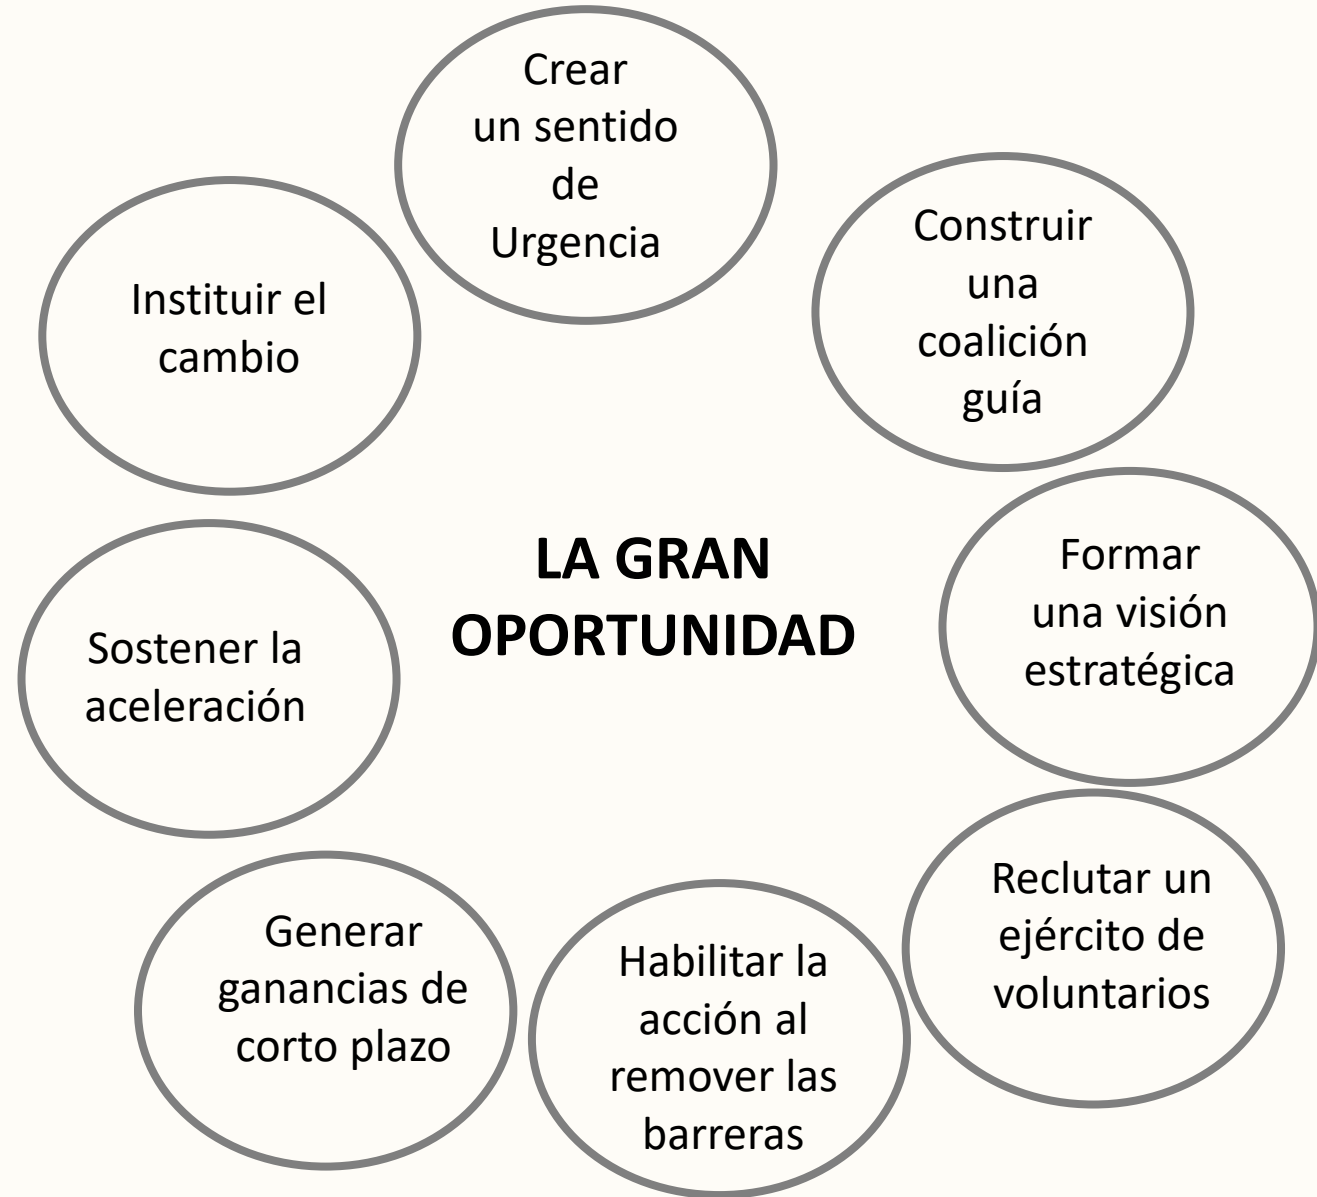 Crear
un sentido
de
Urgencia
Construir
una
coalición
guía
Formar
una visión
estratégica
Reclutar un
ejército de
voluntarios
Habilitar la
acción al
remover las
barreras
Generar
ganancias de
corto plazo
Sostener la
aceleración
Instituir el
cambio
LA GRAN
OPORTUNIDAD